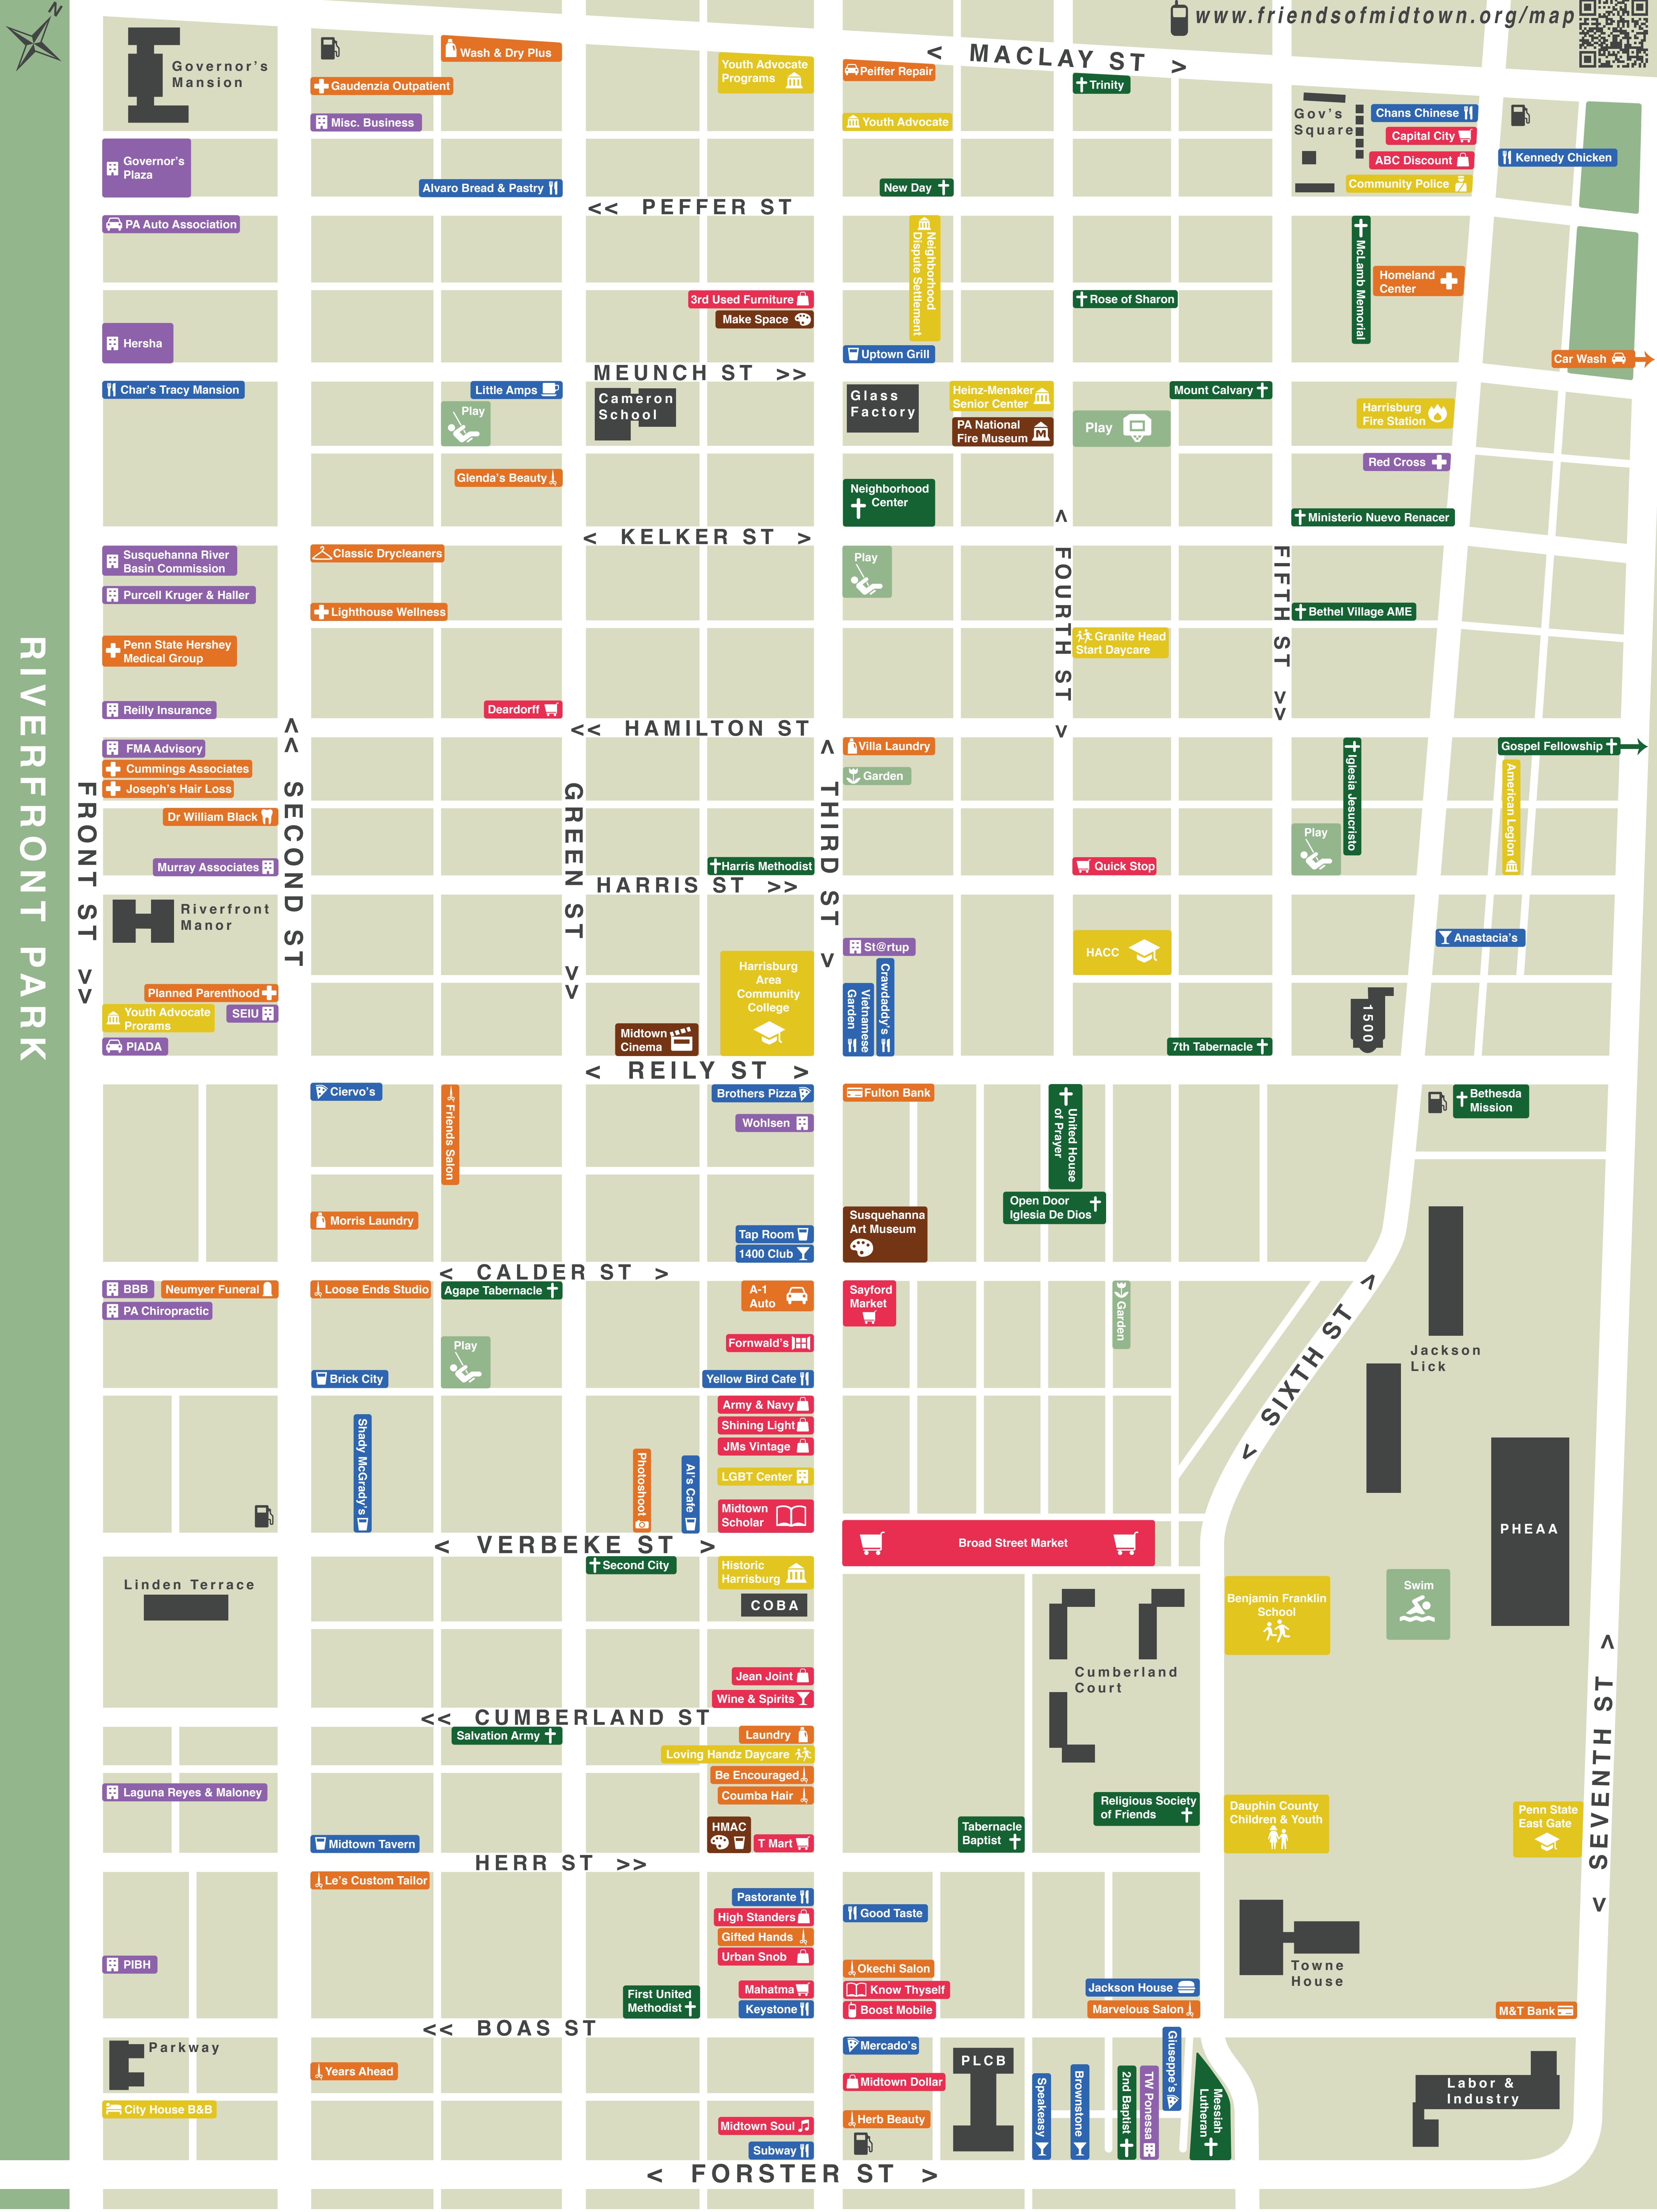 N
www.friendsofmidtown.org/map
< MACLAY ST >
Governor's
Mansion
Wash & Dry Plus
Gaudenzia Outpatient
Misc. Business
Youth Advocate
Programs
Peiffer Repair
Trinity
Youth Advocate
Gov's
Square
Chans Chinese
Capital City
ABC Discount
Community Police
Kennedy Chicken
Governor's
Plaza
Alvaro Bread & Pastry
New Day
<< PEFFER ST
PA Auto Association
Neighborhood
Dispute Settlement
McLamb Memorial
Homeland
Center
3rd Used Furniture
Make Space
Rose of Sharon
Hersha
Uptown Grill
Car Wash
MEUNCH ST >>
Char's Tracy Mansion
Little Amps
Play
Cameron
School
Glass
Factory
Heinz-Menaker
Senior Center
PA National
Fire Museum
Mount Calvary
Play
Harrisburg
Fire Station
Red Cross
Glenda's Beauty
Neighborhood
Center
Ministerio Nuevo Renacer
< KELKER ST >
Susquehanna River
Basin Commission
Classic Drycleaners
Play
Purcell Kruger & Haller
Lighthouse Wellness
Bethel Village AME
Penn State Hershey
Medical Group
Granite Head
Start Daycare
< FOURTH ST >
FIFTH ST >>
Reilly Insurance
Deardorff
<< HAMILTON ST
FMA Advisory
Cummings Associates
Joseph's Hair Loss
Dr William Black
Murray Associates
Villa Laundry
Garden
Iglesia Jesucristo
Gospel Fellowship
American Legion
Play
Harris Methodist
Quick Stop
RIVERFRONT PARK
FRONT ST >>
<< SECOND ST
GREEN ST >>
< THIRD ST >
HARRIS ST >>
Riverfront
Manor
St@rtup
HACC
Anastacia's
Harrisburg
Area
Community
College
Crawdaddy's
Vietnamese
Garden
Planned Parenthood
Youth Advocate
Prorams
SEIU
PIADA
Midtown
Cinema
7th Tabernacle
1500
< REILY ST >
Ciervo's
Friends Salon
Brothers Pizza
Wohlsen
Fulton Bank
United House
of Prayer
Bethesda
Mission
Morris Laundry
Tap Room
1400 Club
Susquehanna
Art Museum
Open Door
Iglesia De Dios
< CALDER ST >
BBB
Neumyer Funeral
PA Chiropractic
Loose Ends Studio
Agape Tabernacle
A-1
Auto
Sayford
Market
Garden
< SIXTH ST >
Jackson
Lick
Fornwald's
Play
Brick City
Yellow Bird Cafe
Army & Navy
Shining Light
JMs Vintage
LGBT Center
Midtown
Scholar
Shady McGrady's
Photoshoot
Al's Cafe
Broad Street Market
PHEAA
< VERBEKE ST >
Second City
Historic
Harrisburg
COBA
Linden Terrace
Benjamin Franklin
School
Swim
Cumberland
Court
Jean Joint
Wine & Spirits
<< CUMBERLAND ST
Salvation Army
Laundry
Loving Handz Daycare
Be Encouraged
Coumba Hair
Laguna Reyes & Maloney
HMAC
T Mart
Midtown Tavern
Tabernacle
Baptist
Religious Society
of Friends
Dauphin County
Children & Youth
Penn State
East Gate
< SEVENTH ST >
HERR ST >>
Le's Custom Tailor
Pastorante
High Standers
Gifted Hands
Urban Snob
Mahatma
Keystone
Good Taste
Okechi Salon
Know Thyself
Boost Mobile
PIBH
First United
Methodist
Jackson House
Marvelous Salon
Towne
House
M&T Bank
<< BOAS ST
Parkway
Years Ahead
City House B&B
Mercado's
Midtown Dollar
Herb Beauty
Midtown Soul
Subway
PLCB
Speakeasy
Brownstone
2nd Baptist
TW Ponessa
Giuseppe's
Messiah
Lutheran
Labor &
Industry
< FORSTER ST >